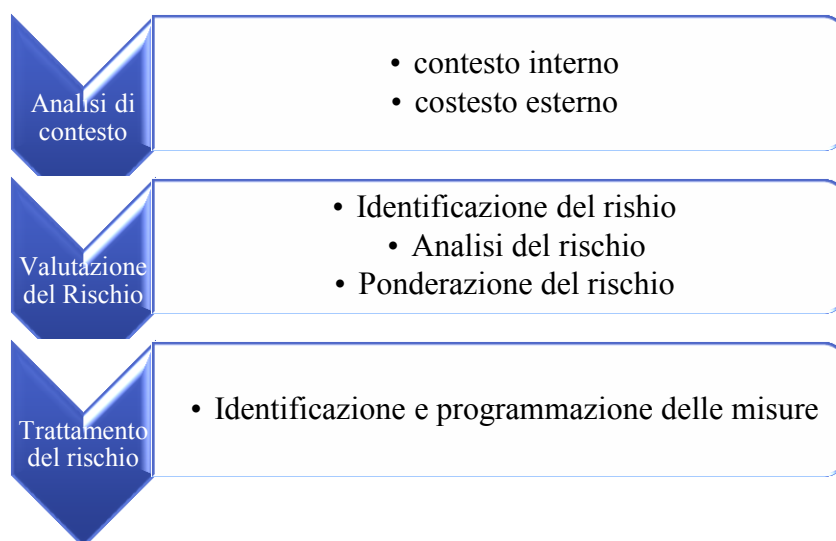 Analisi di
contesto
• contesto interno
• costesto esterno
Valutazione
del Rischio
• Identificazione del rishio
• Analisi del rischio
• Ponderazione del rischio
Trattamento
del rischio
• Identificazione e programmazione delle misure